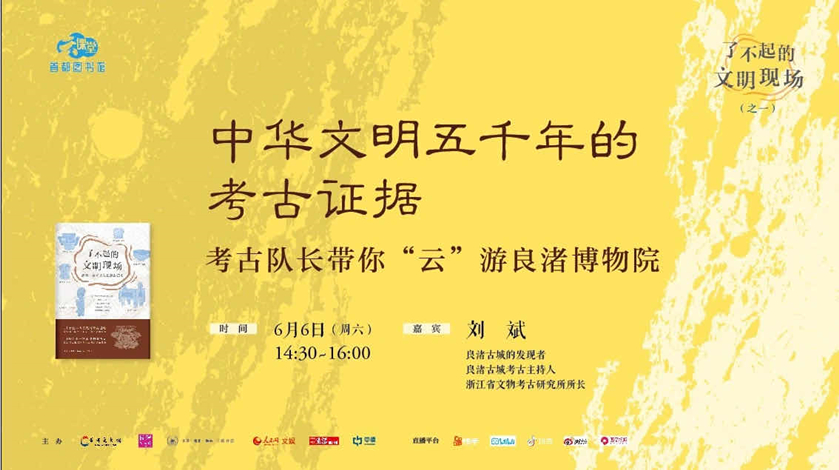 首都图书馆
了不起的
文明现场
（之一）
中华文明五千年的
考古证据
考古队长带你“云”游良渚博物院
了不起的
文明现场
时 间
6月6日（周六）
14:30-16:00
嘉 宾
刘 斌
良渚古城的发现者
良渚古城考古主持人
浙江省文物考古研究所所长
主 办
人民网 文娱
直播平台